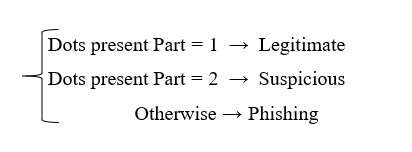 Dots present Part = 1 → Legitimate
Dots present Part = 2 → Suspicious
Otherwise → Phishing